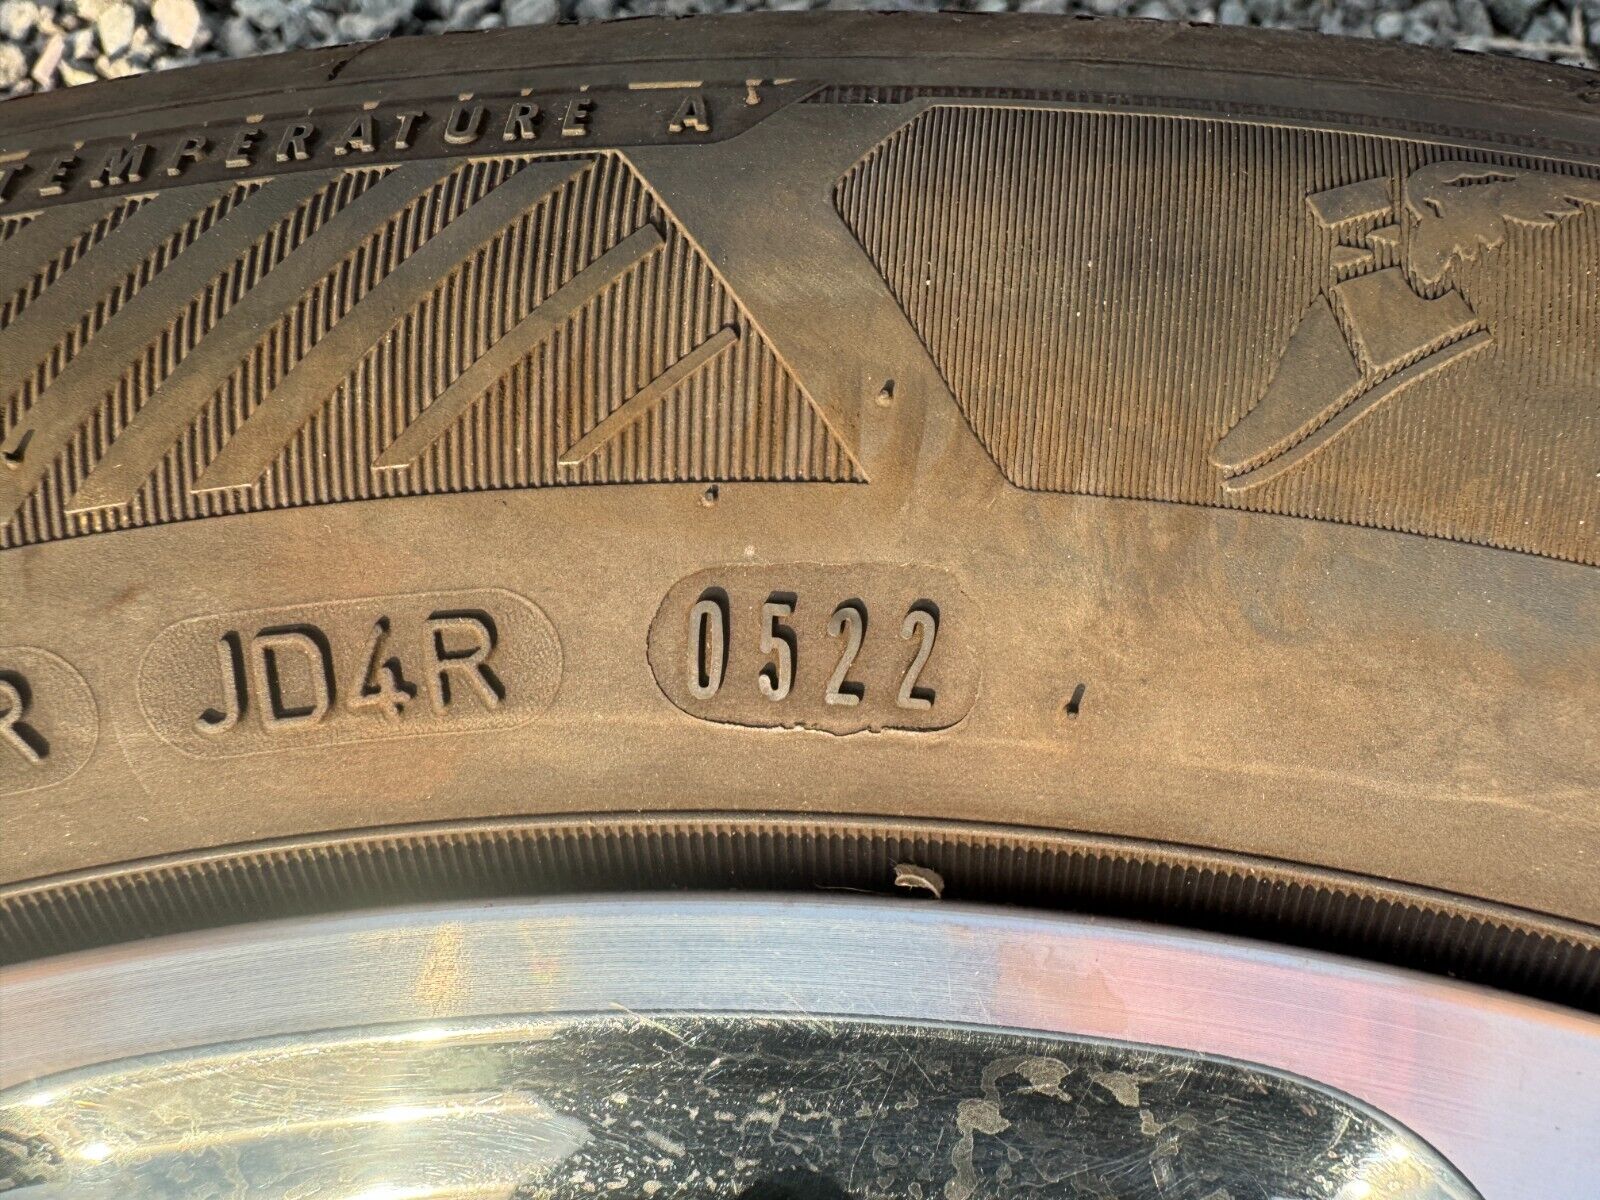 TEMPERATURE A
R JD4R 0522